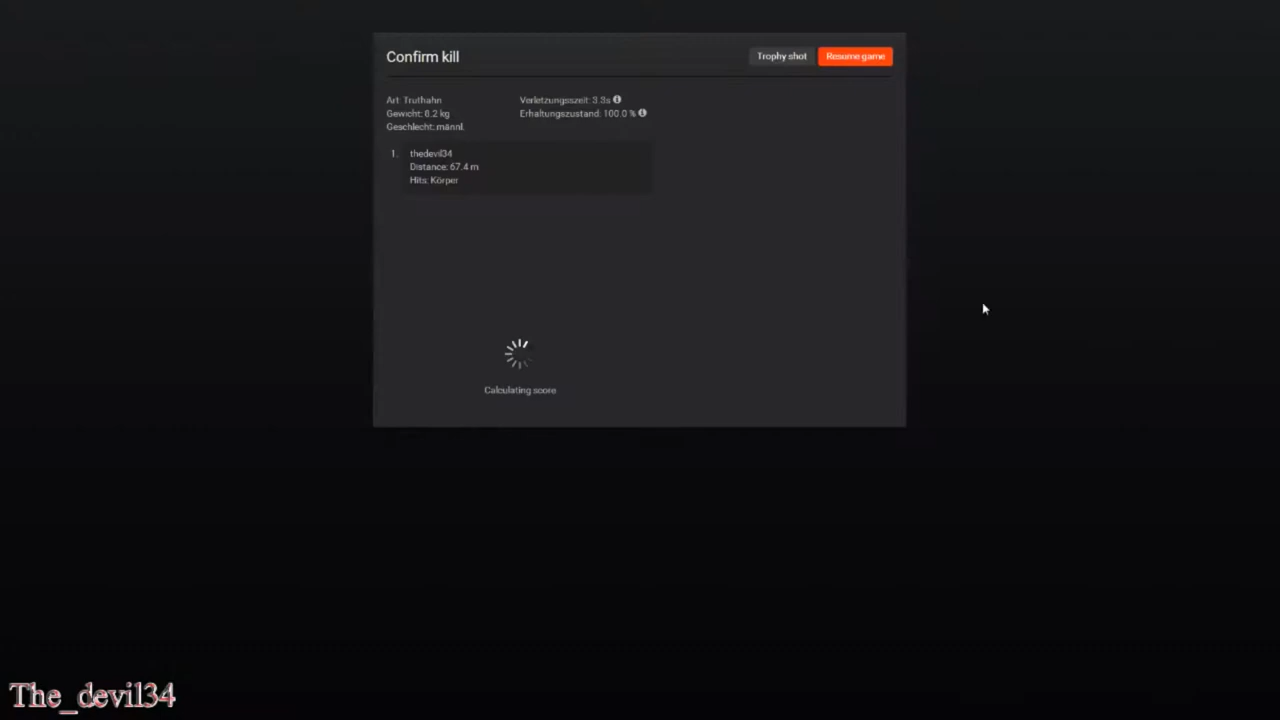 Confirm kill
Trophy shot
Resume game
Art: Truthahn
Gewicht: 8.2 kg
Geschlecht: männl.
Verletzungsszeit: 3.3s
Erhaltungszustand: 100.0 %
1. thedevil34
Distance: 67.4 m
Hits: Körper
Calculating score
The_devil34